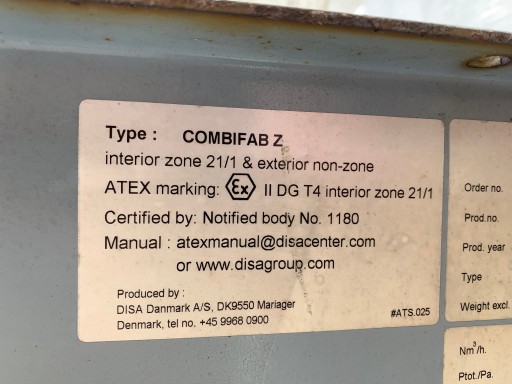 Type : COMBIFAB Z
interior zone 21/1 & exterior non-zone
ATEX marking: Ex II DG T4 interior zone 21/1
Certified by: Notified body No. 1180
Manual : atexmanual@disacenter.com
or www.disagroup.com
Produced by :
DISA Danmark A/S, DK9550 Mariager
Denmark, tel no. +45 9968 0900
#ATS.025
Order no.
Prod.no.
Prod. year
Type
Weight excl.
Nm³/h.
Ptot./Pa.